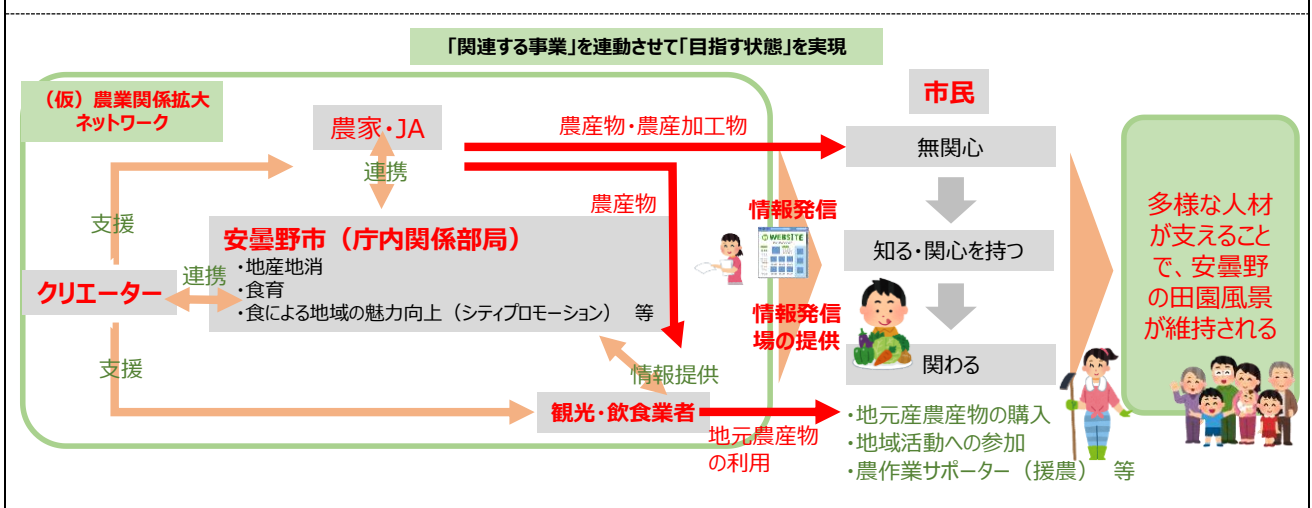 「関連する事業」を連動させて「目指す状態」を実現
（仮）農業関係拡大
ネットワーク
農家・JA
連携
支援
安曇野市（庁内関係部局）
・地産地消
・食育
・食による地域の魅力向上（シティプロモーション）　等
連携
クリエーター
支援
農産物・農産加工物
農産物
情報提供
観光・飲食業者
地元農産物
の利用
情報発信
WEBSITE
情報発信
場の提供
市民
無関心
知る・関心を持つ
関わる
・地元産農産物の購入
・地域活動への参加
・農作業サポーター（援農）　等
多様な人材
が支えること
で、安曇野
の田園風景
が維持される